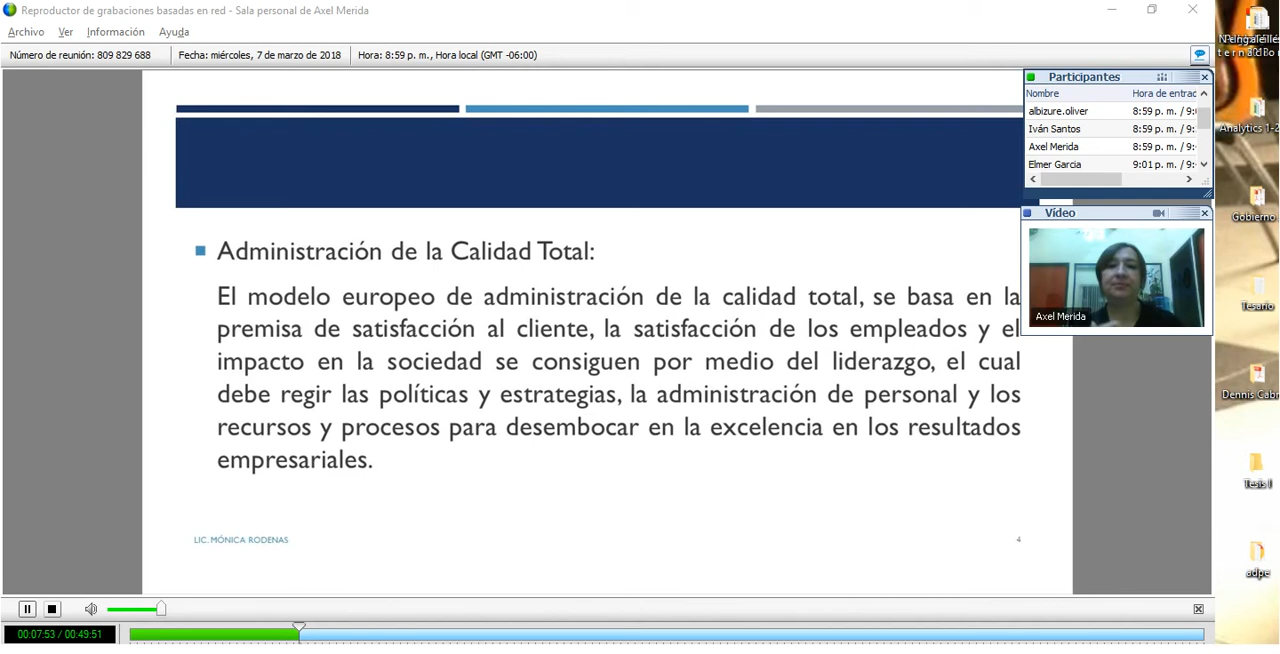 Reproductor de grabaciones basadas en red - Sala personal de Axel Merida
Archivo Ver Información Ayuda
Número de reunión: 809 829 688 Fecha: miércoles, 7 de marzo de 2018 Hora: 8:59 p. m., Hora local (GMT -06:00)
Participantes
Nombre Hora de entrac
albizure.oliver 8:59 p. m. / 9:
Iván Santos 8:59 p. m. / 9:
Axel Merida 8:59 p. m. / 9:
Elmer Garcia 9:01 p. m. / 9:
Vídeo
Axel Merida
Administración de la Calidad Total:
El modelo europeo de administración de la calidad total, se basa en la
premisa de satisfacción al cliente, la satisfacción de los empleados y el
impacto en la sociedad se consiguen por medio del liderazgo, el cual
debe regir las políticas y estrategias, la administración de personal y los
recursos y procesos para desembocar en la excelencia en los resultados
empresariales.
LIC. MÓNICA RODENAS 4
00:07:53 / 00:49:51
Analytics 1-2
Gobierno
Tesario
Dennis Cabr
Tesis I
adpe